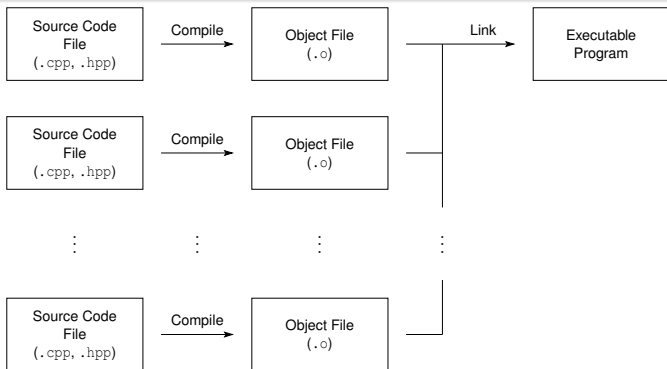 Source Code
File
(.cpp, .hpp)
Compile
Object File
(.o)
Link
Executable
Program
Source Code
File
(.cpp, .hpp)
Compile
Object File
(.o)
Source Code
File
(.cpp, .hpp)
Compile
Object File
(.o)